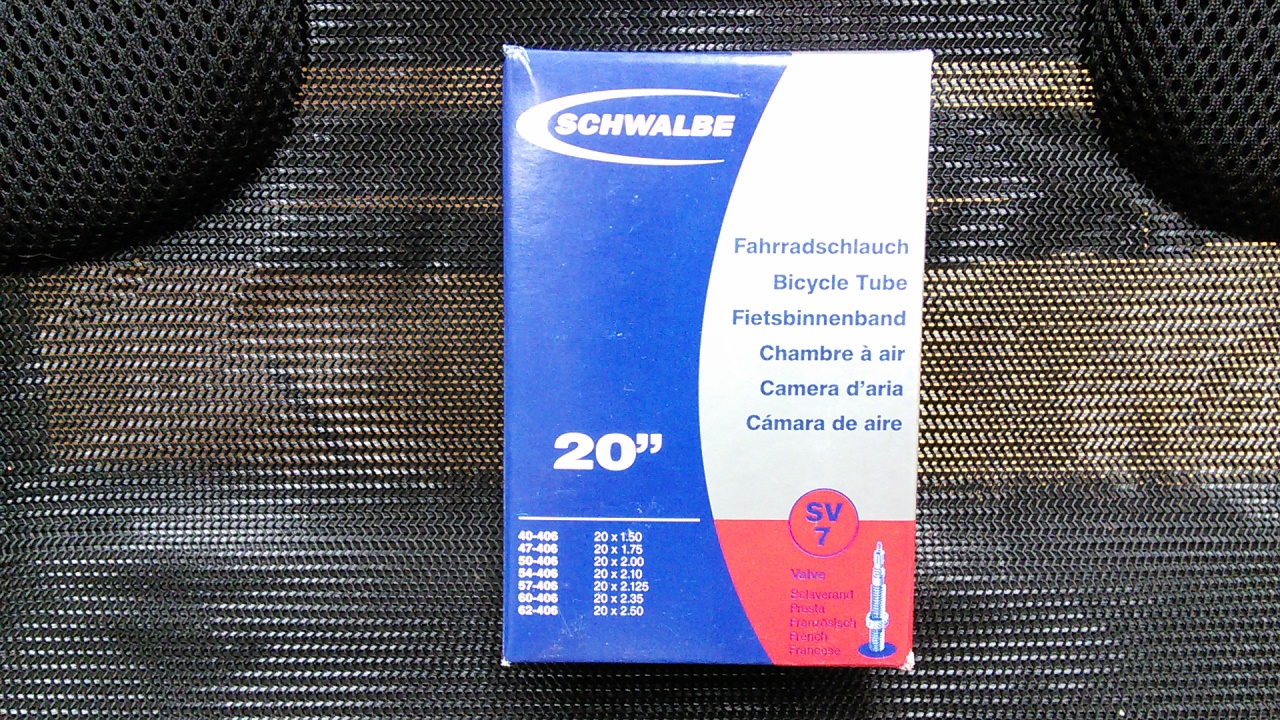 SCHWALBE
Fahrradschlauch
Bicycle Tube
Fietsbinnenband
Chambre à air
Camera d'aria
Cámara de aire
20”
40-406 20 x 1.50
47-406 20 x 1.75
50-406 20 x 2.00
54-406 20 x 2.10
57-406 20 x 2.125
60-406 20 x 2.35
62-406 20 x 2.50
SV
7
Valve
Sclaverand
Presta
Französisch
French
Francese